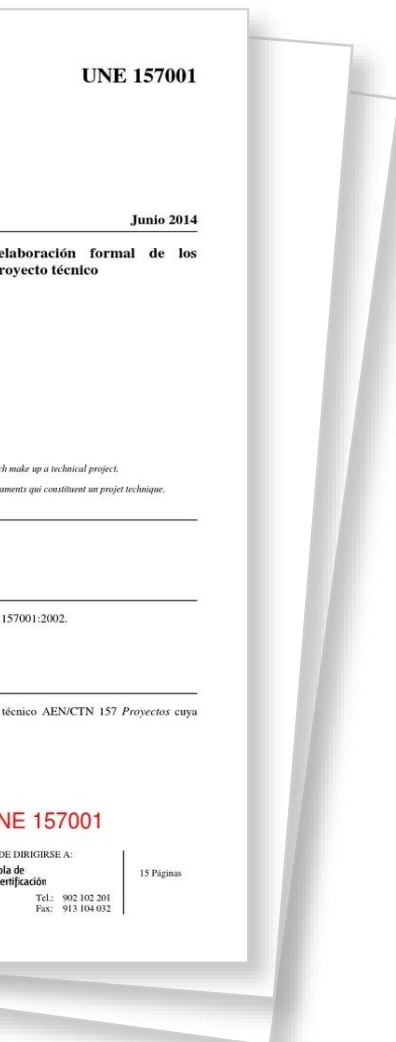 UNE 157001
Junio 2014
elaboración formal de los
royecto técnico
ch make up a technical project.
uments qui constituent un projet technique.
157001:2002.
técnico AEN/CTN 157 Proyectos cuya
NE 157001
DE DIRIGIRSE A:
ola de
ertificación
15 Páginas
Tel.: 902 102 201
Fax: 913 104 032